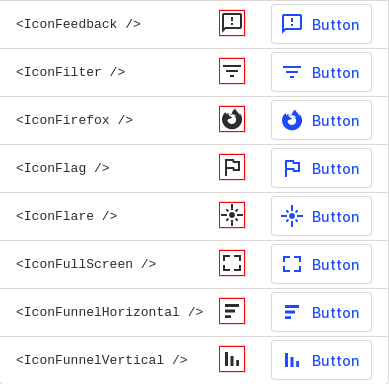 <IconFeedback /> Button
<IconFilter /> Button
<IconFirefox /> Button
<IconFlag /> Button
<IconFlare /> Button
<IconFullScreen /> Button
<IconFunnelHorizontal /> Button
<IconFunnelVertical /> Button